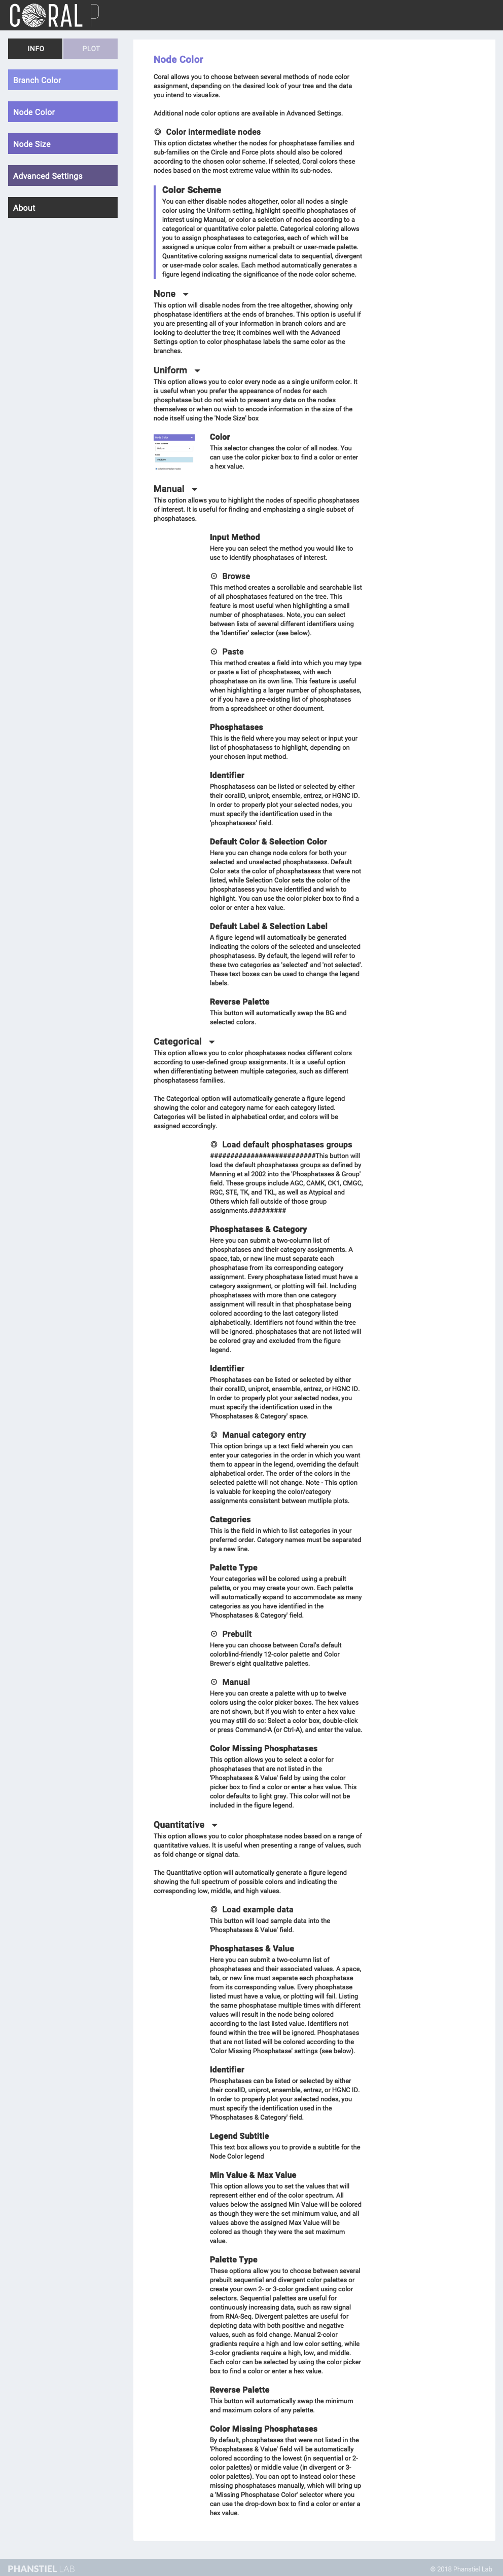 CORAL P
INFO
PLOT
Branch Color
Node Color
Node Size
Advanced Settings
About
Node Color
Coral allows you to choose between several methods of node color
assignment, depending on the desired look of your tree and the data
you intend to visualize.
Additional node color options are available in Advanced Settings.
Color intermediate nodes
This option dictates whether the nodes for phosphatase families and
sub-families on the Circle and Force plots should also be colored
according to the chosen color scheme. If selected, Coral colors these
nodes based on the most extreme value within its sub-nodes.
Color Scheme
You can either disable nodes altogether, color all nodes a single
color using the Uniform setting, highlight specific phosphatases of
interest using Manual, or color a selection of nodes according to a
categorical or quantitative color palette. Categorical coloring allows
you to assign phosphatases to categories, each of which will be
assigned a unique color from either a prebuilt or user-made palette.
Quantitative coloring assigns numerical data to sequential, divergent
or user-made color scales. Each method automatically generates a
figure legend indicating the significance of the node color scheme.
None
This option will disable nodes from the tree altogether, showing only
phosphatase identifiers at the ends of branches. This option is useful if
you are presenting all of your information in branch colors and are
looking to declutter the tree; it combines well with the Advanced
Settings option to color phosphatase labels the same color as the
branches.
Uniform
This option allows you to color every node as a single uniform color. It
is useful when you prefer the appearance of nodes for each
phosphatase but do not wish to present any data on the nodes
themselves or when ou wish to encode information in the size of the
node itself using the 'Node Size' box
Color
This selector changes the color of all nodes. You
can use the color picker box to find a color or enter
a hex value.
Manual
This option allows you to highlight the nodes of specific phosphatases
of interest. It is useful for finding and emphasizing a single subset of
phosphatases.
Input Method
Here you can select the method you would like to
use to identify phosphatases of interest.
Browse
This method creates a scrollable and searchable list
of all phosphatases featured on the tree. This
feature is most useful when highlighting a small
number of phosphatases. Note, you can select
between lists of several different identifiers using
the 'Identifier' selector (see below).
Paste
This method creates a field into which you may type
or paste a list of phosphatases, with each
phosphatase on its own line. This feature is useful
when highlighting a larger number of phosphatases,
or if you have a pre-existing list of phosphatases
from a spreadsheet or other document.
Phosphatases
This is the field where you may select or input your
list of phosphatasess to highlight, depending on
your chosen input method.
Identifier
Phosphatasess can be listed or selected by either
their coralID, uniprot, ensemble, entrez, or HGNC ID.
In order to properly plot your selected nodes, you
must specify the identification used in the
'phosphatasess' field.
Default Color & Selection Color
Here you can change node colors for both your
selected and unselected phosphatasess. Default
Color sets the color of phosphatasess that were not
listed, while Selection Color sets the color of the
phosphatasess you have identified and wish to
highlight. You can use the color picker box to find a
color or enter a hex value.
Default Label & Selection Label
A figure legend will automatically be generated
indicating the colors of the selected and unselected
phosphatasess. By default, the legend will refer to
these two categories as 'selected' and 'not selected'.
These text boxes can be used to change the legend
labels.
Reverse Palette
This button will automatically swap the BG and
selected colors.
Categorical
This option allows you to color phosphatases nodes different colors
according to user-defined group assignments. It is a useful option
when differentiating between multiple categories, such as different
phosphatasess families.
The Categorical option will automatically generate a figure legend
showing the color and category name for each category listed.
Categories will be listed in alphabetical order, and colors will be
assigned accordingly.
Load default phosphatases groups
##########################This button will
load the default phosphatases groups as defined by
Manning et al 2002 into the 'Phosphatases & Group'
field. These groups include AGC, CAMK, CK1, CMGC,
RGC, STE, TK, and TKL, as well as Atypical and
Others which fall outside of those group
assignments.#########
Phosphatases & Category
Here you can submit a two-column list of
phosphatases and their category assignments. A
space, tab, or new line must separate each
phosphatase from its corresponding category
assignment. Every phosphatase listed must have a
category assignment, or plotting will fail. Including
phosphatases with more than one category
assignment will result in that phosphatase being
colored according to the last category listed
alphabetically. Identifiers not found within the tree
will be ignored. phosphatases that are not listed will
be colored gray and excluded from the figure
legend.
Identifier
Phosphatases can be listed or selected by either
their coralID, uniprot, ensemble, entrez, or HGNC ID.
In order to properly plot your selected nodes, you
must specify the identification used in the
'Phosphatases & Category' space.
Manual category entry
This option brings up a text field wherein you can
enter your categories in the order in which you want
them to appear in the legend, overriding the default
alphabetical order. The order of the colors in the
selected palette will not change. Note - This option
is valuable for keeping the color/category
assignments consistent between mutliple plots.
Categories
This is the field in which to list categories in your
preferred order. Category names must be separated
by a new line.
Palette Type
Your categories will be colored using a prebuilt
palette, or you may create your own. Each palette
will automatically expand to accommodate as many
categories as you have identified in the
'Phosphatases & Category' field.
Prebuilt
Here you can choose between Coral's default
colorblind-friendly 12-color palette and Color
Brewer's eight qualitative palettes.
Manual
Here you can create a palette with up to twelve
colors using the color picker boxes. The hex values
are not shown, but if you wish to enter a hex value
you may still do so: Select a color box, double-click
or press Command-A (or Ctrl-A), and enter the value.
Color Missing Phosphatases
This option allows you to select a color for
phosphatases that are not listed in the
'Phosphatases & Value' field by using the color
picker box to find a color or enter a hex value. This
color defaults to light gray. This color will not be
included in the figure legend.
Quantitative
This option allows you to color phosphatase nodes based on a range of
quantitative values. It is useful when presenting a range of values, such
as fold change or signal data.
The Quantitative option will automatically generate a figure legend
showing the full spectrum of possible colors and indicating the
corresponding low, middle, and high values.
Load example data
This button will load sample data into the
'Phosphatases & Value' field.
Phosphatases & Value
Here you can submit a two-column list of
phosphatases and their associated values. A space,
tab, or new line must separate each phosphatase
from its corresponding value. Every phosphatase
listed must have a value, or plotting will fail. Listing
the same phosphatase multiple times with different
values will result in the node being colored
according to the last listed value. Identifiers not
found within the tree will be ignored. Phosphatases
that are not listed will be colored according to the
'Color Missing Phosphatase' settings (see below).
Identifier
Phosphatases can be listed or selected by either
their coralID, uniprot, ensemble, entrez, or HGNC ID.
In order to properly plot your selected nodes, you
must specify the identification used in the
'Phosphatases & Category' field.
Legend Subtitle
This text box allows you to provide a subtitle for the
Node Color legend
Min Value & Max Value
This option allows you to set the values that will
represent either end of the color spectrum. All
values below the assigned Min Value will be colored
as though they were the set minimum value, and all
values above the assigned Max Value will be
colored as though they were the set maximum
value.
Palette Type
These options allow you to choose between several
prebuilt sequential and divergent color palettes or
create your own 2- or 3-color gradient using color
selectors. Sequential palettes are useful for
continuously increasing data, such as raw signal
from RNA-Seq. Divergent palettes are useful for
depicting data with both positive and negative
values, such as fold change. Manual 2-color
gradients require a high and low color setting, while
3-color gradients require a high, low, and middle.
Each color can be selected by using the color picker
box to find a color or enter a hex value.
Reverse Palette
This button will automatically swap the minimum
and maximum colors of any palette.
Color Missing Phosphatases
By default, phosphatases that were not listed in the
'Phosphatases & Value' field will be automatically
colored according to the lowest (in sequential or 2-
color palettes) or middle value (in divergent or 3-
color palettes). You can opt to instead color these
missing phosphatases manually, which will bring up
a 'Missing Phosphatase Color' selector where you
can use the drop-down box to find a color or enter a
hex value.
PHANSTIEL LAB
© 2018 Phanstiel Lab